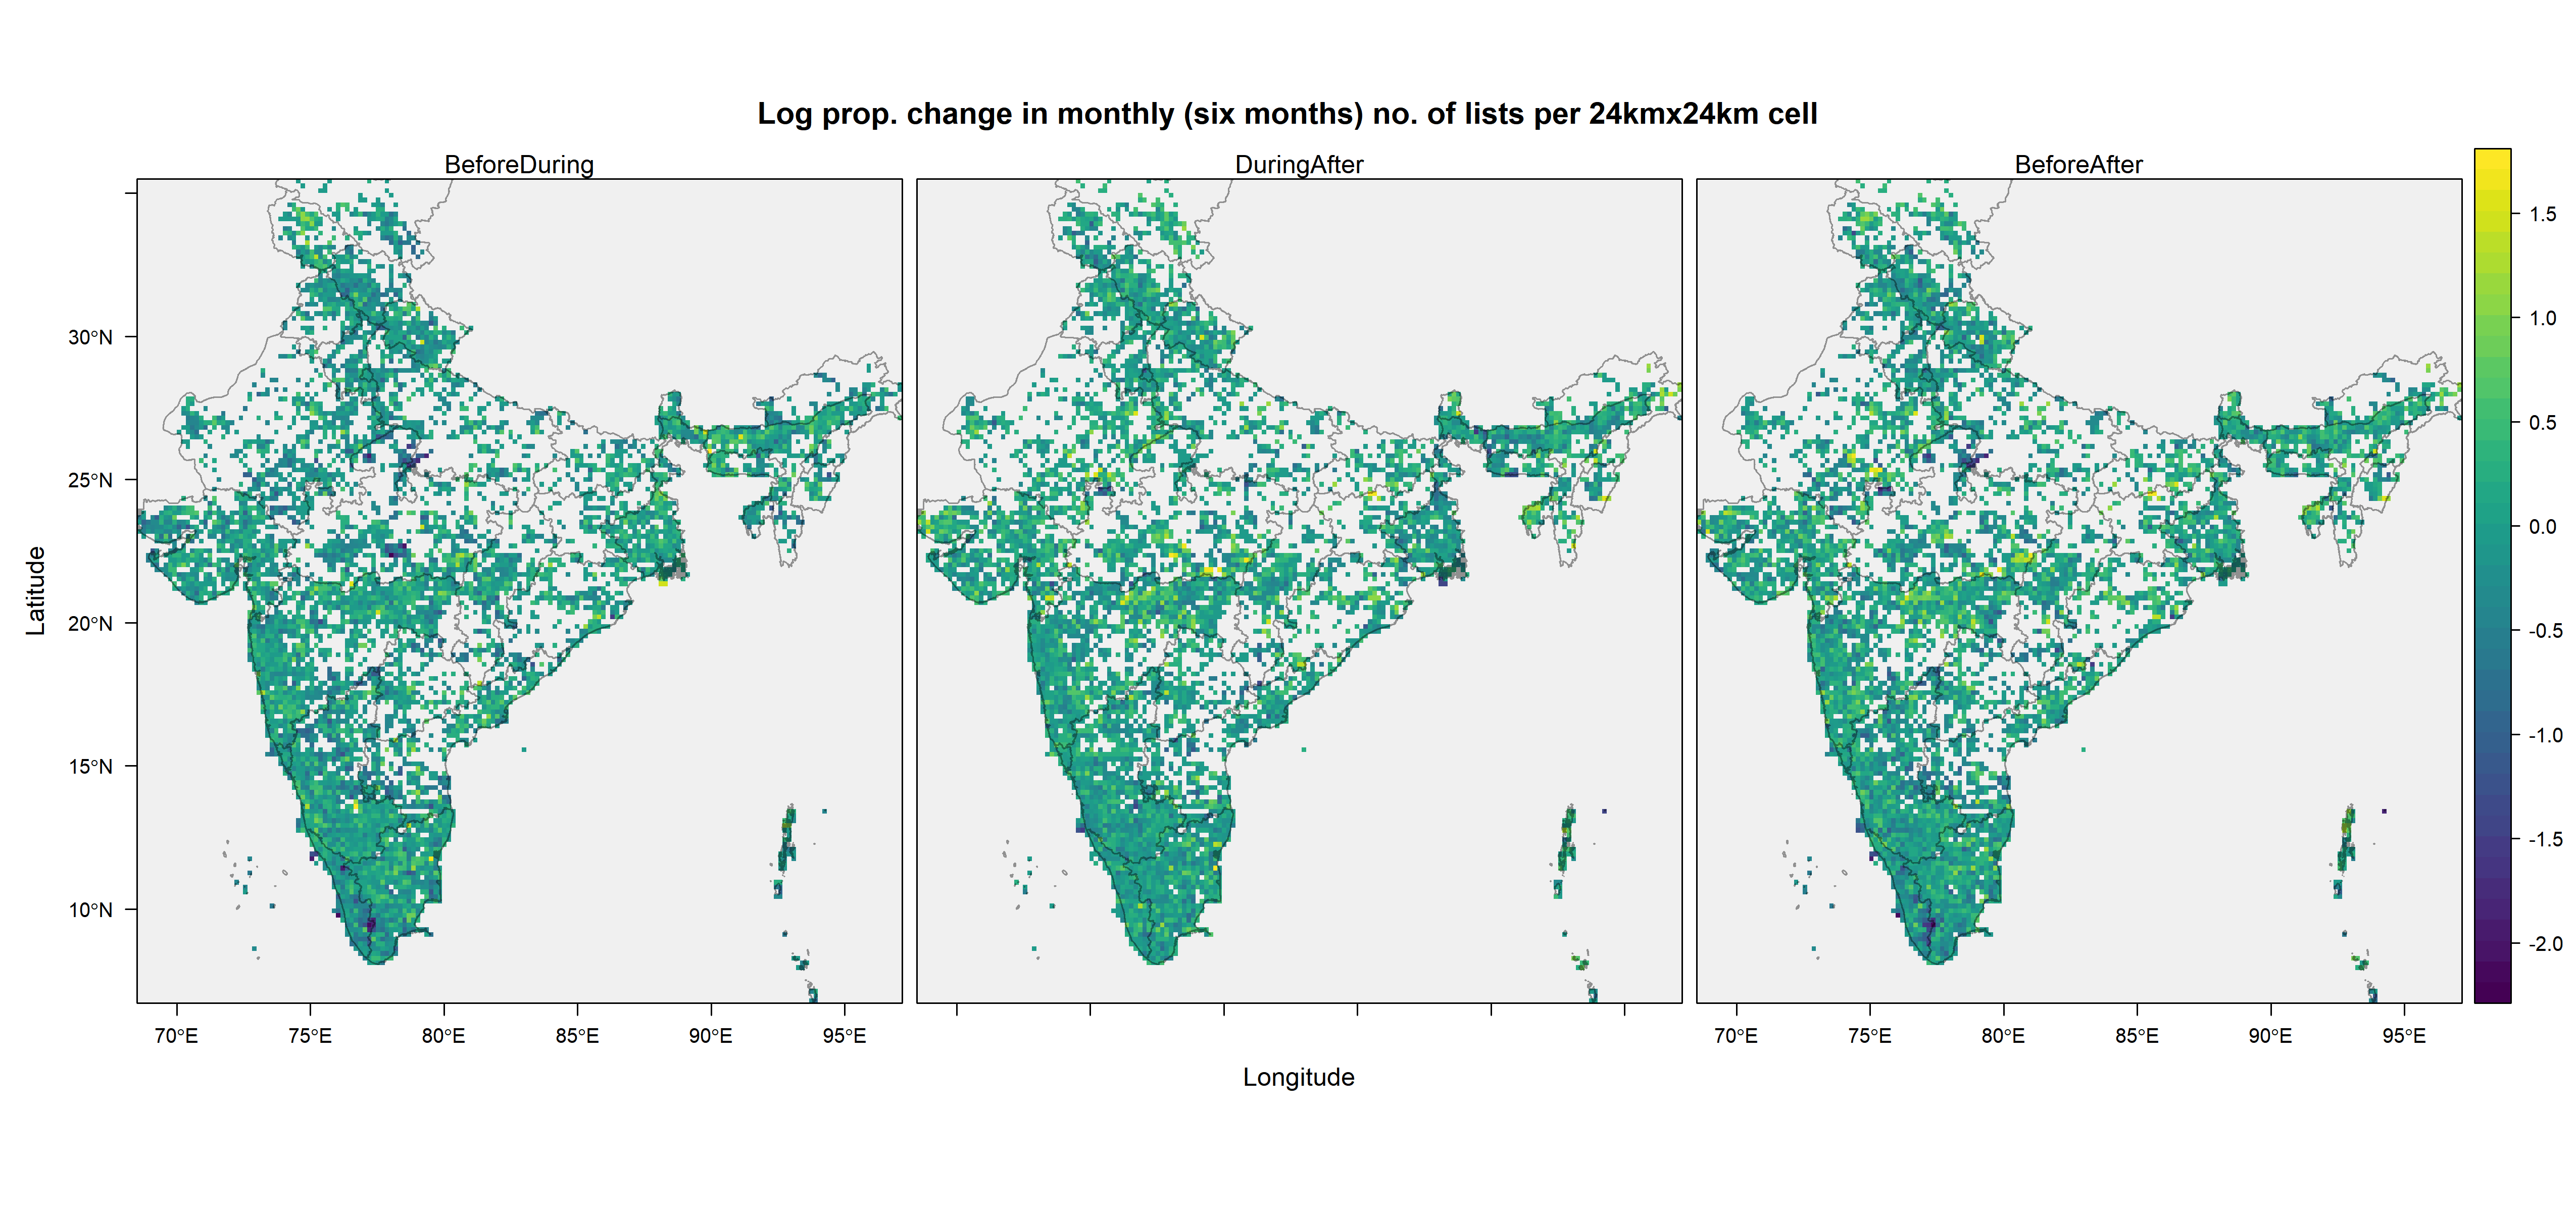 Log prop. change in monthly (six months) no. of lists per 24kmx24km cell
BeforeDuring
DuringAfter
BeforeAfter
30°N
25°N
20°N
15°N
10°N
Latitude
70°E 75°E 80°E 85°E 90°E 95°E
70°E 75°E 80°E 85°E 90°E 95°E
Longitude
1.5
1.0
0.5
0.0
-0.5
-1.0
-1.5
-2.0